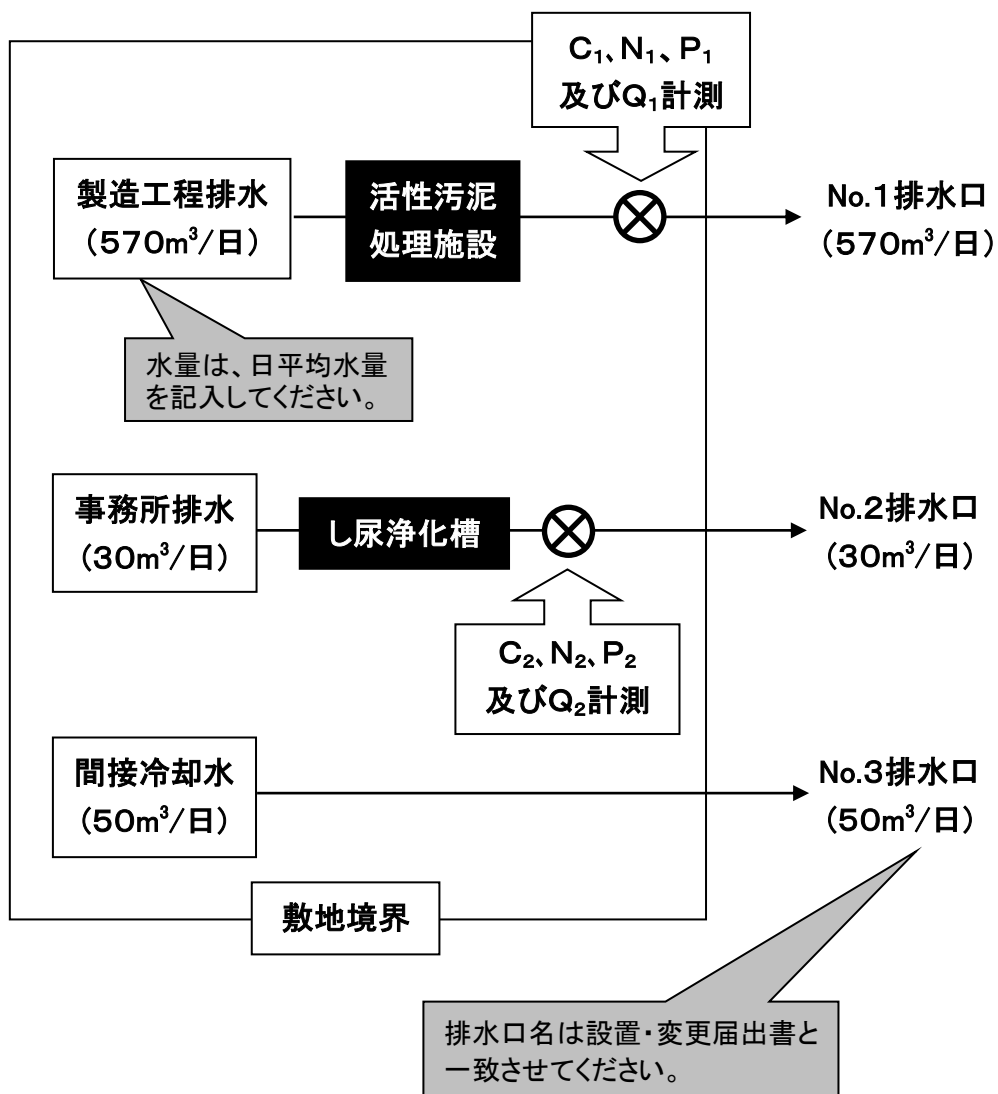 C₁、N₁、P₁
及びQ₁計測
製造工程排水
（570m³/日）
活性汚泥
処理施設
No.1排水口
（570m³/日）
水量は、日平均水量
を記入してください。
事務所排水
（30m³/日）
し尿浄化槽
No.2排水口
（30m³/日）
C₂、N₂、P₂
及びQ₂計測
間接冷却水
（50m³/日）
No.3排水口
（50m³/日）
敷地境界
排水口名は設置・変更届出書と
一致させてください。